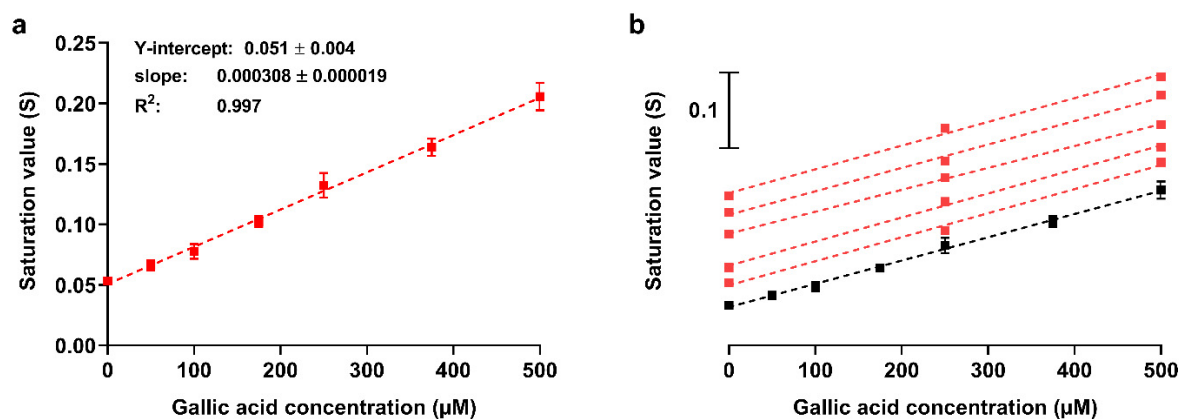 a
Saturation value (S)
0.25
0.20
0.15
0.10
0.05
0.00
Y-intercept: 0.051 ± 0.004
slope: 0.000308 ± 0.000019
R²: 0.997
0 100 200 300 400 500
Gallic acid concentration (µM)
b
Saturation value (S)
0.1
0 100 200 300 400 500
Gallic acid concentration (µM)